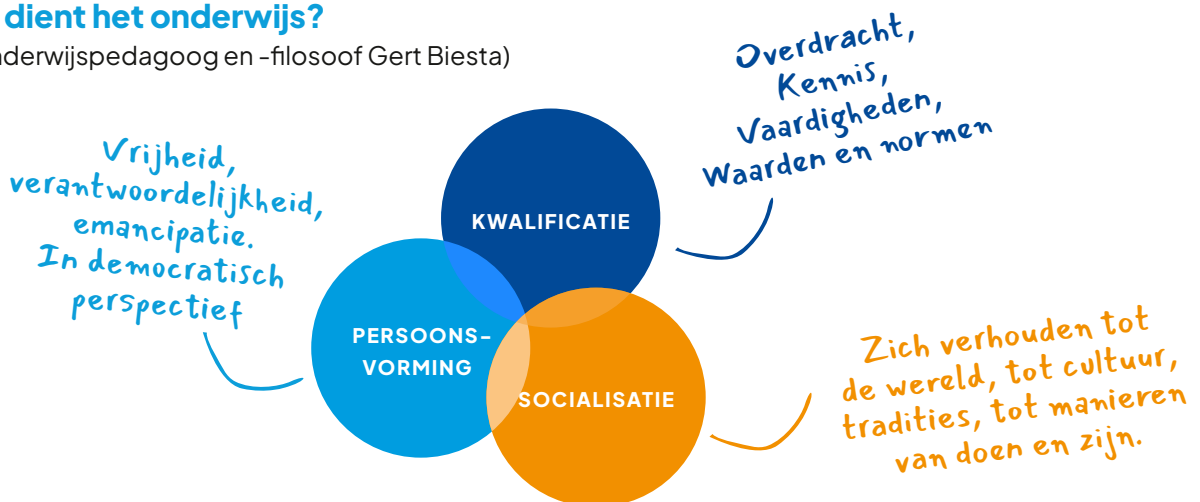 dient het onderwijs?
nderwijspedagoog en -filosoof Gert Biesta)
Overdracht,
Kennis,
Vaardigheden,
Waarden en normen
Vrijheid,
verantwoordelijkheid,
emancipatie.
In democratisch
perspectief
KWALIFICATIE
PERSOONS-
VORMING
SOCIALISATIE
Zich verhouden tot
de wereld, tot cultuur,
tradities, tot manieren
van doen en zijn.